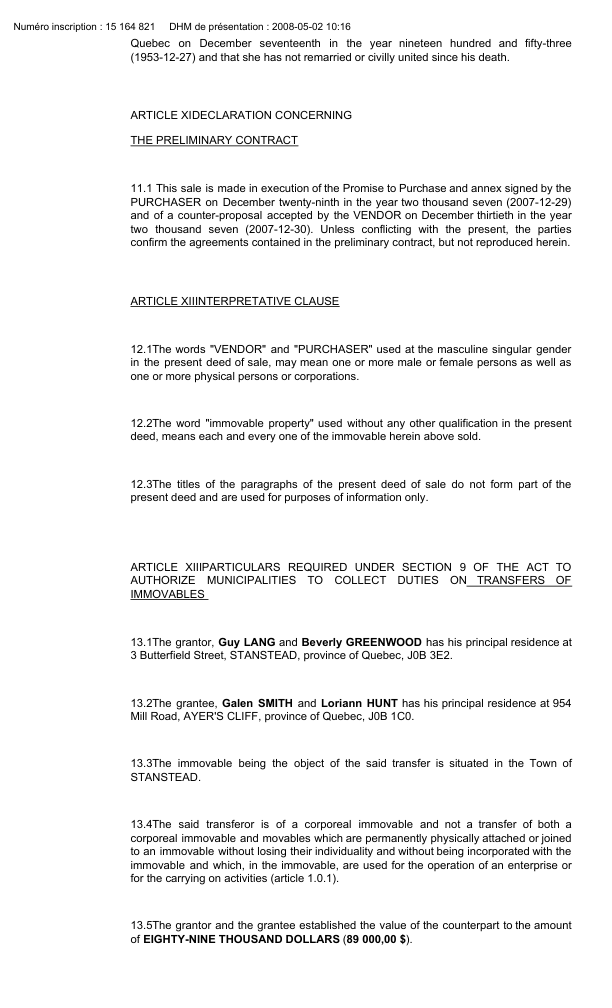 Numéro inscription : 15 164 821 DHM de présentation : 2008-05-02 10:16
Quebec on December seventeenth in the year nineteen hundred and fifty-three
(1953-12-27) and that she has not remarried or civilly united since his death.
ARTICLE XIDECLARATION CONCERNING
THE PRELIMINARY CONTRACT
11.1 This sale is made in execution of the Promise to Purchase and annex signed by the
PURCHASER on December twenty-ninth in the year two thousand seven (2007-12-29)
and of a counter-proposal accepted by the VENDOR on December thirtieth in the year
two thousand seven (2007-12-30). Unless conflicting with the present, the parties
confirm the agreements contained in the preliminary contract, but not reproduced herein.
ARTICLE XIIINTERPRETATIVE CLAUSE
12.1The words "VENDOR" and "PURCHASER" used at the masculine singular gender
in the present deed of sale, may mean one or more male or female persons as well as
one or more physical persons or corporations.
12.2The word "immovable property" used without any other qualification in the present
deed, means each and every one of the immovable herein above sold.
12.3The titles of the paragraphs of the present deed of sale do not form part of the
present deed and are used for purposes of information only.
ARTICLE XIIIPARTICULARS REQUIRED UNDER SECTION 9 OF THE ACT TO
AUTHORIZE MUNICIPALITIES TO COLLECT DUTIES ON TRANSFERS OF
IMMOVABLES
13.1The grantor, Guy LANG and Beverly GREENWOOD has his principal residence at
3 Butterfield Street, STANSTEAD, province of Quebec, J0B 3E2.
13.2The grantee, Galen SMITH and Loriann HUNT has his principal residence at 954
Mill Road, AYER'S CLIFF, province of Quebec, J0B 1C0.
13.3The immovable being the object of the said transfer is situated in the Town of
STANSTEAD.
13.4The said transferor is of a corporeal immovable and not a transfer of both a
corporeal immovable and movables which are permanently physically attached or joined
to an immovable without losing their individuality and without being incorporated with the
immovable and which, in the immovable, are used for the operation of an enterprise or
for the carrying on activities (article 1.0.1).
13.5The grantor and the grantee established the value of the counterpart to the amount
of EIGHTY-NINE THOUSAND DOLLARS (89 000,00 $).